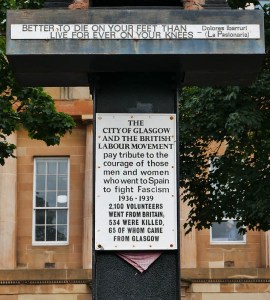 BETTER TO DIE ON YOUR FEET THAN
LIVE FOR EVER ON YOUR KNEES -
Dolores Ibarruri
(La Pasionaria)
THE
CITY OF GLASGOW
AND THE BRITISH
LABOUR MOVEMENT
pay tribute to the
courage of those
men and women
who went to Spain
to fight Fascism
1936 - 1939
2,100 VOLUNTEERS
WENT FROM BRITAIN,
534 WERE KILLED,
65 OF WHOM CAME
FROM GLASGOW